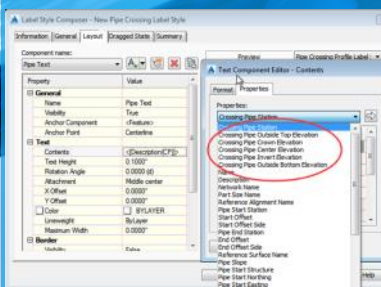 Label Style Composer - New Pipe Crossing Label Style
Information General Layout Dragged State Summary
Component name:
Pipe Text
Preview
Pipe Crossing Profile Label
Property Value
General
Name Pipe Text
Visibility True
Anchor Component <Feature>
Anchor Point Centerline
Text
Contents <[Description(CP)]>
Text Height 0.1000"
Rotation Angle 0.0000 (d)
Attachment Middle center
X Offset 0.0000"
Y Offset 0.0000"
Color BYLAYER
Lineweight ByLayer
Maximum Width 0.0000"
Border
Visibility False
Text Component Editor - Contents
Format Properties
Properties:
Crossing Pipe Station
Crossing Pipe Station
Crossing Pipe Outside Top Elevation
Crossing Pipe Crown Elevation
Crossing Pipe Center Elevation
Crossing Pipe Invert Elevation
Crossing Pipe Outside Bottom Elevation
Name
Description
Network Name
Part Size Name
Reference Alignment Name
Pipe Start Station
Start Offset
Start Offset Side
Pipe End Station
End Offset
End Offset Side
Reference Surface Name
Pipe Slope
Pipe Start Structure
Pipe Start Northing
Pipe Start Easting
Help